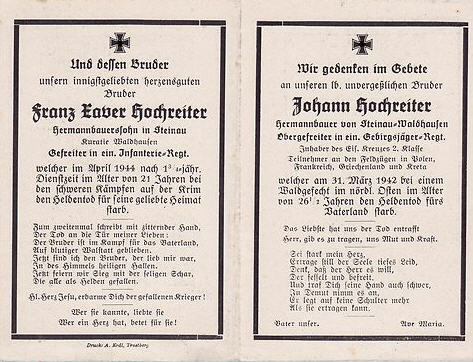 Und dessen Bruder
unsern innigstgeliebten herzensguten
Bruder
Franz Xaver Hochreiter
Hermannbauerssohn in Steinau
Kuratie Waldhausen
Gefreiter in ein. Infanterie-Regt.
welcher im April 1944 nach 1³/₄jähr.
Dienstzeit im Alter von 21 Jahren bei
den schweren Kämpfen auf der Krim
den Heldentod für seine geliebte Heimat
starb.
Zum zweitenmal schreitet mit zitternder Hand,
Der Tod an die Tür meiner Lieben:
Der Bruder ist im Kampf für das Vaterland,
Auf blutiger Walstatt geblieben.
Jetzt find ich den Bruder, der lieb mir war,
In des Himmels heiligen Hallen.
Jetzt feiern wir Sieg mit der seligen Schar,
Die alle als Helden gefallen.
Hl. Herz Jesu, erbarme Dich der gefallenen Krieger!
Wer sie kannte, liebte sie
Wer ein Herz hat, betet für sie!
Druck: A. Erdl, Trostberg
Wir gedenken im Gebete
an unseren lb. unvergeßlichen Bruder
Johann Hochreiter
Hermannbauer von Steinau-Waldhausen
Obergefreiter in ein. Gebirgsjäger-Regt.
Inhaber des Eis. Kreuzes 2. Klasse
Teilnehmer an den Feldzügen in Polen,
Frankreich, Griechenland und Kreta
welcher am 31. März 1942 bei einem
Waldgefecht im nördl. Osten im Alter
von 26¹/₂ Jahren den Heldentod fürs
Vaterland starb.
Das Liebste hat uns der Tod entrafft
Herr, gib es zu tragen, uns Mut und Kraft.
Sei stark mein Herz,
Ertrage still der Seele tiefes Leid,
Denk, daß der Herr es will,
Der fesselt und befreit.
Und traf Dich seine Hand auch schwer,
In Demut nimm es an,
Er legt auf keine Schulter mehr
Als sie ertragen kann.
Vater unser. Ave Maria.